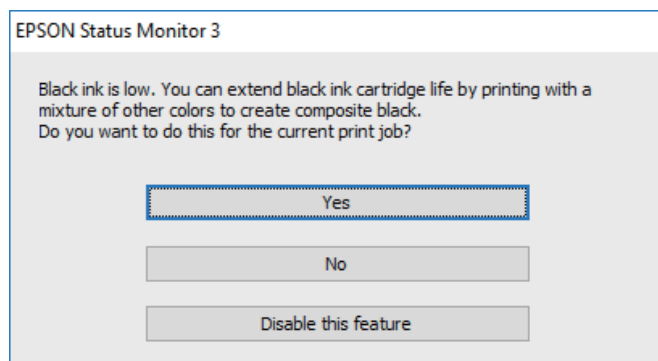 EPSON Status Monitor 3
Black ink is low. You can extend black ink cartridge life by printing with a
mixture of other colors to create composite black.
Do you want to do this for the current print job?
Yes
No
Disable this feature